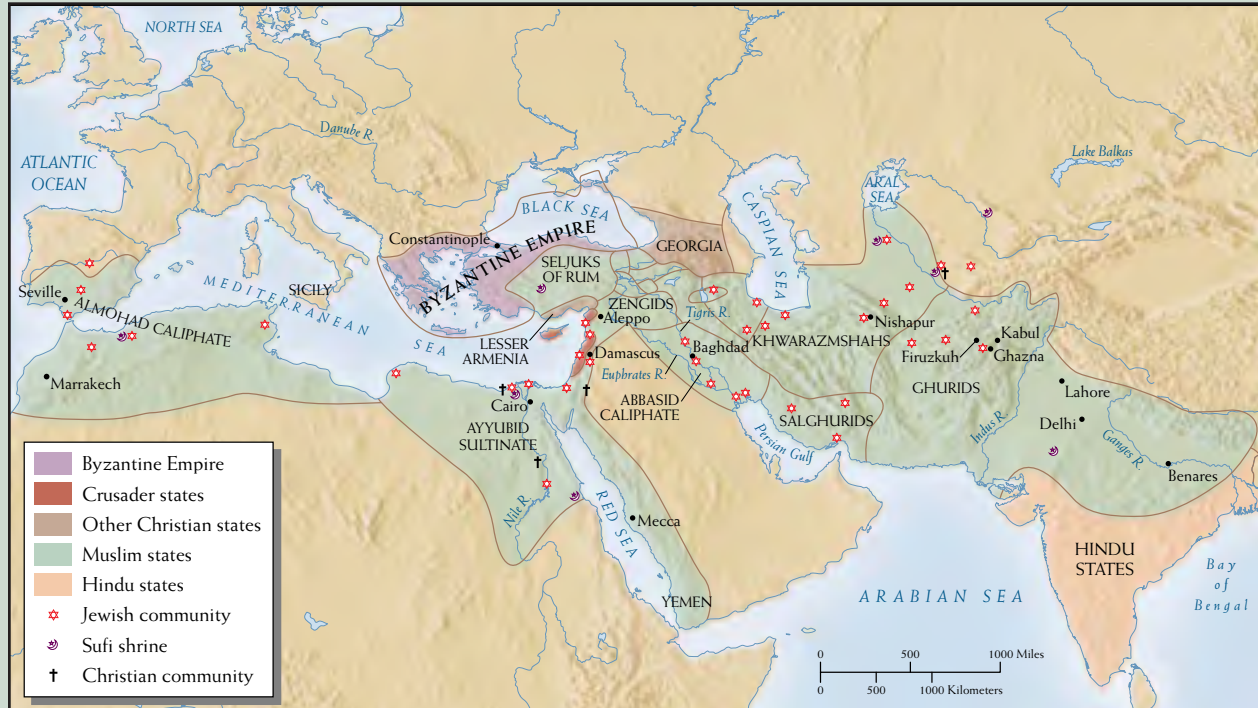 NORTH SEA
ATLANTIC
OCEAN
Danube R.
Lake Balkas
ARAL
SEA
BLACK SEA
CASPIAN
SEA
Constantinople
BYZANTINE EMPIRE
GEORGIA
SELJUKS
OF RUM
Seville
ALMOHAD CALIPHATE
MEDITERRANEAN
SEA
SICILY
LESSER
ARMENIA
ZENGIDS
Aleppo
Tigris R.
Nishapur
KHWARAZMSHAHS
Kabul
Firuzkuh
Ghazna
Damascus
Baghdad
Euphrates R.
Marrakech
ABBASID
CALIPHATE
GHURIDS
Lahore
Cairo
AYYUBID
SULTINATE
SALGHURIDS
Delhi
Indus R.
Ganges R.
Persian Gulf
Benares
Nile R.
RED SEA
Mecca
HINDU
STATES
YEMEN
ARABIAN SEA
Bay
of
Bengal
Byzantine Empire
Crusader states
Other Christian states
Muslim states
Hindu states
Jewish community
Sufi shrine
Christian community
0 500 1000 Miles
0 500 1000 Kilometers